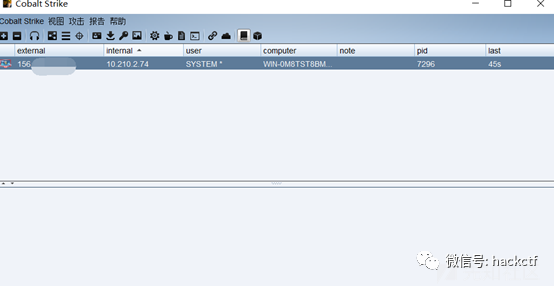 Cobalt Strike
Cobalt Strike 视图 攻击 报告 帮助
external internal user computer note pid last
156. 10.210.2.74 SYSTEM * WIN-0M8TST8BM... 7296 45s
微信号: hackctf